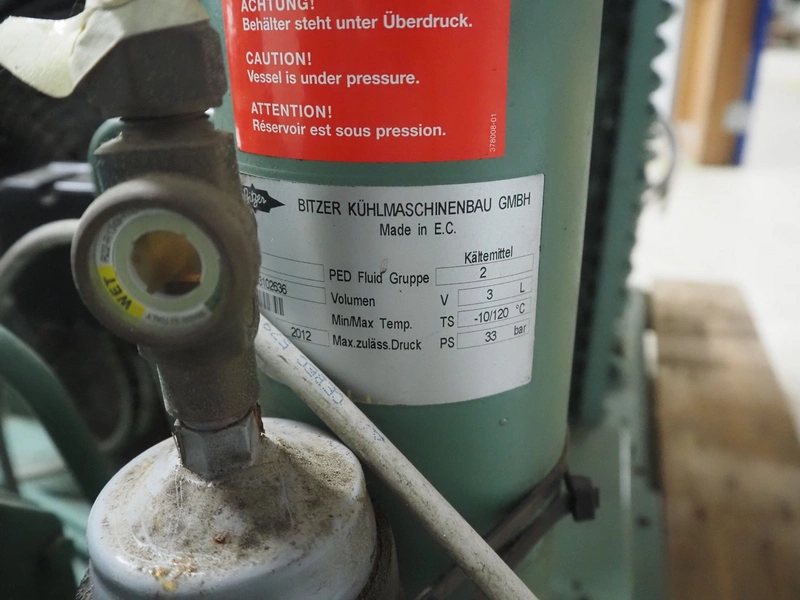 ACHTUNG!
Behälter steht unter Überdruck.
CAUTION!
Vessel is under pressure.
ATTENTION!
Réservoir est sous pression.
378008-01
Bitzer
BITZER KÜHLMASCHINENBAU GMBH
Made in E.C.
Kältemittel
PED Fluid Gruppe 2
Volumen V 3 L
Min/Max Temp. TS -10/120 °C
2012 Max.zuläss.Druck PS 33 bar
WET